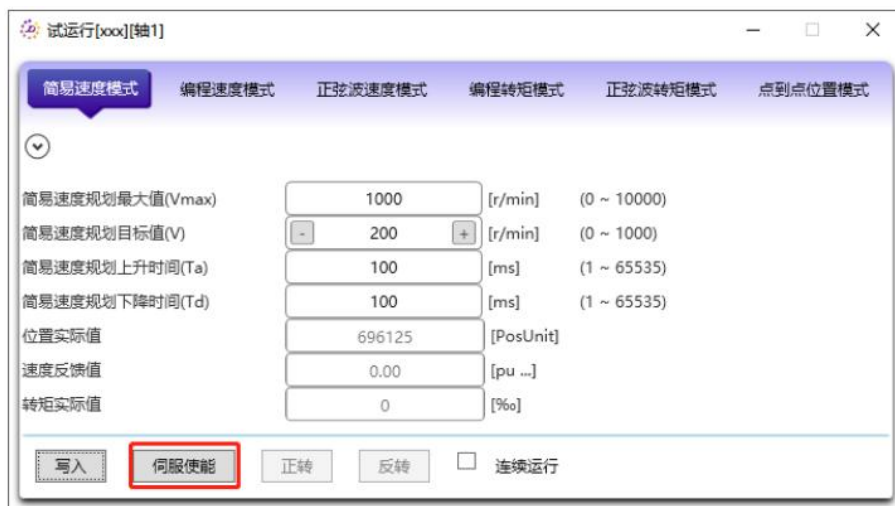 试运行[xxx][轴1]
简易速度模式 编程速度模式 正弦波速度模式 编程转矩模式 正弦波转矩模式 点到点位置模式
简易速度规划最大值(Vmax) 1000 [r/min] (0 ~ 10000)
简易速度规划目标值(V) - 200 + [r/min] (0 ~ 1000)
简易速度规划上升时间(Ta) 100 [ms] (1 ~ 65535)
简易速度规划下降时间(Td) 100 [ms] (1 ~ 65535)
位置实际值 696125 [PosUnit]
速度反馈值 0.00 [pu ...]
转矩实际值 0 [‰]
写入 伺服使能 正转 反转 连续运行